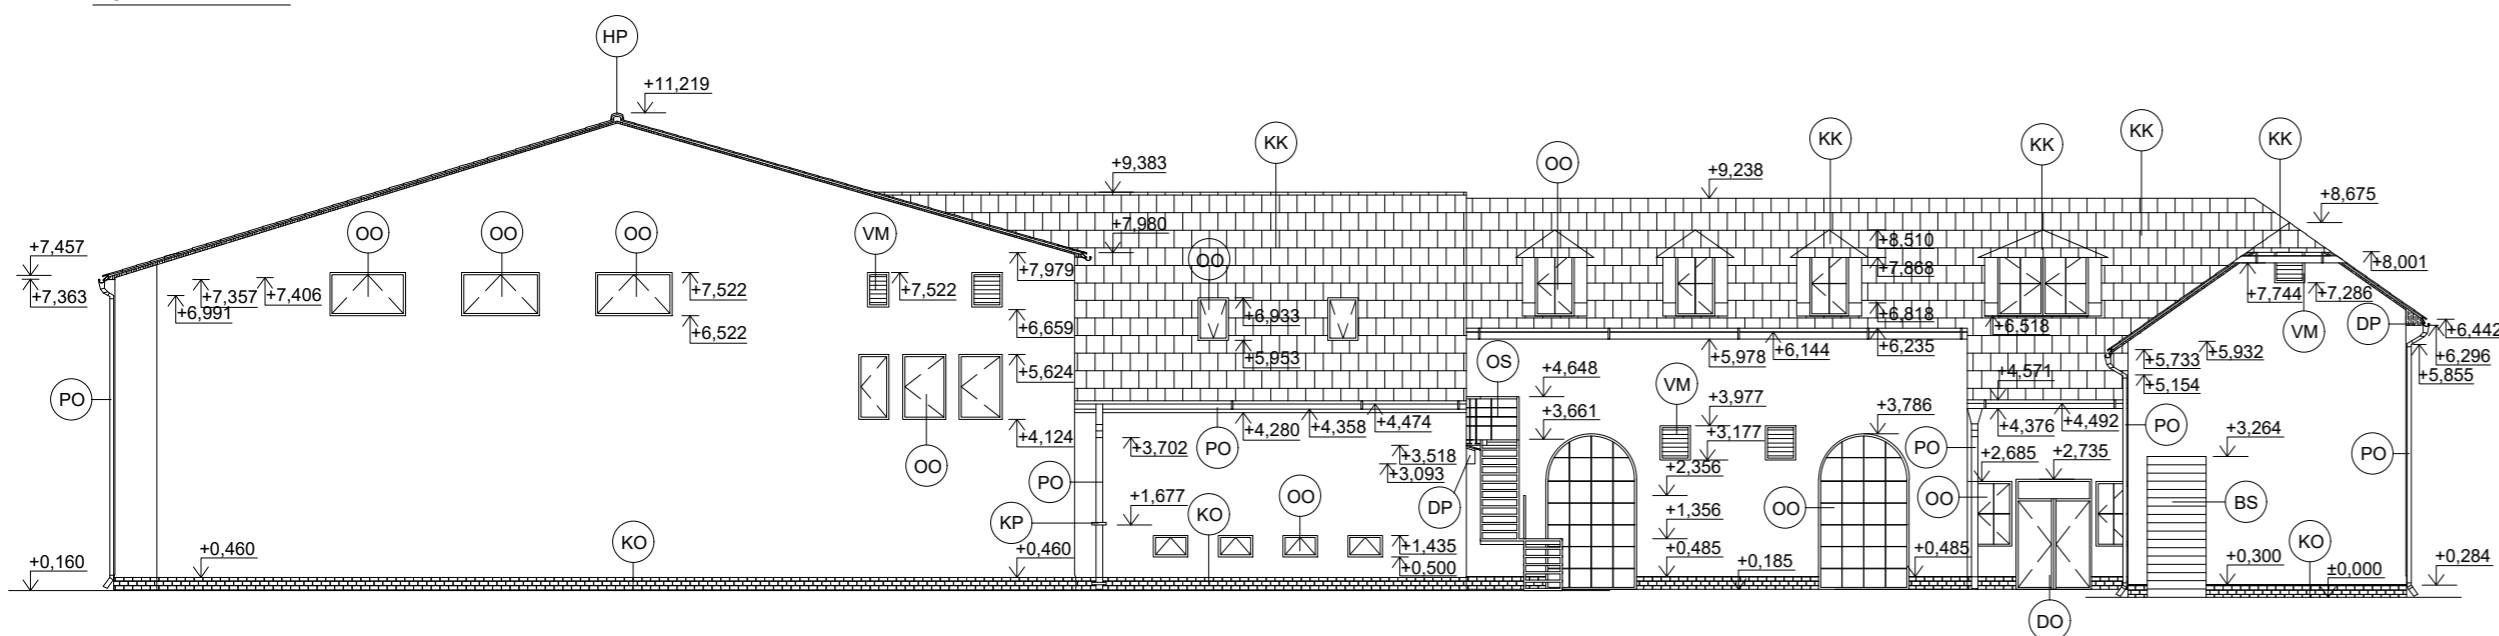 HP
+11,219
KK
KK
KK
KK
KK
OO
+9,383
+9,238
+8,675
OO
OO
OO
VM
+7,980
OO
+8,510
+7,868
+8,001
+7,457
+7,363
+7,357
+7,406
+6,991
+7,522
+6,522
+7,522
+7,979
+6,659
+6,933
+5,953
+6,818
+6,518
+7,744
+7,286
VM
DP
+6,442
+6,296
+5,855
+5,978
+6,144
+6,235
+5,733
+5,932
+5,154
PO
+5,624
+4,124
OO
OS
+4,648
+3,661
VM
+3,977
+3,177
+3,786
+4,571
+4,376
+4,492
PO
+4,280
+4,358
+4,474
PO
+3,702
+3,518
+3,093
PO
+2,685
+2,735
+3,264
PO
PO
KP
+1,677
KO
OO
DP
+2,356
+1,356
OO
OO
BS
KO
KO
+0,160
+0,460
+0,460
+1,435
+0,500
+0,485
+0,185
+0,485
+0,300
±0,000
+0,284
DO